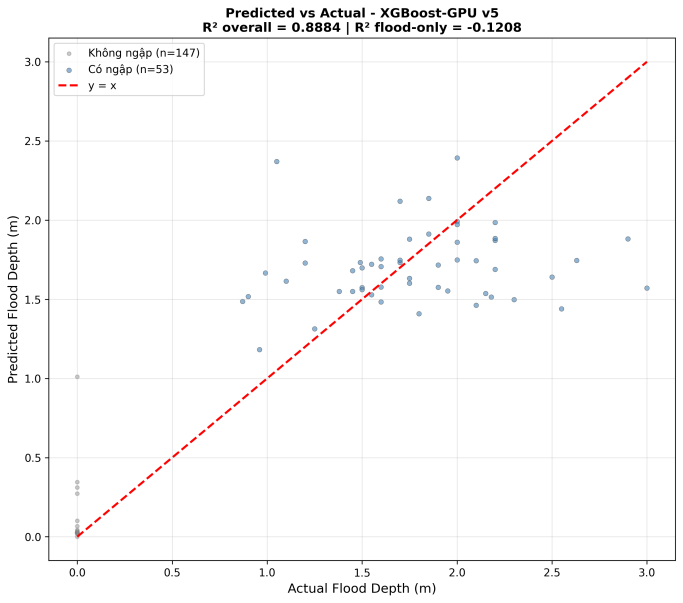 Predicted vs Actual - XGBoost-GPU v5
R² overall = 0.8884 | R² flood-only = -0.1208
Không ngập (n=147)
Có ngập (n=53)
y = x
Predicted Flood Depth (m)
3.0
2.5
2.0
1.5
1.0
0.5
0.0
0.0 0.5 1.0 1.5 2.0 2.5 3.0
Actual Flood Depth (m)